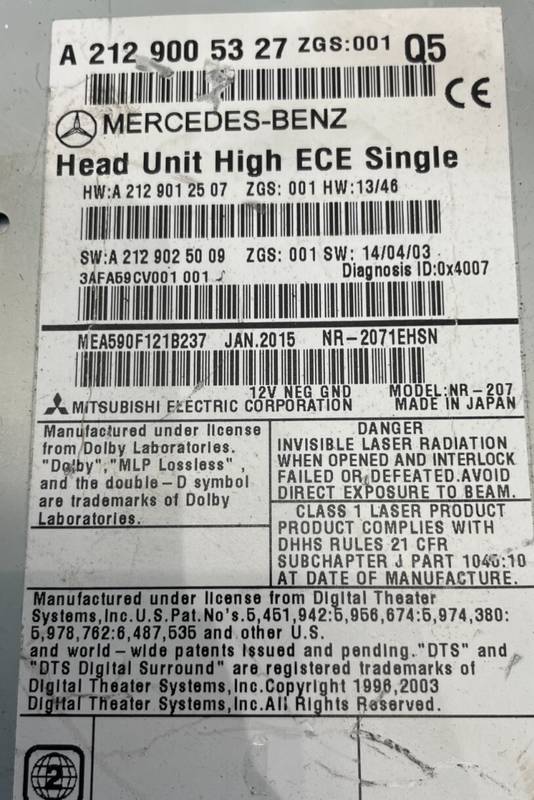 A 212 900 53 27 ZGS:001 Q5
CE
MERCEDES-BENZ
Head Unit High ECE Single
HW:A 212 901 25 07 ZGS: 001 HW:13/46
SW:A 212 902 50 09 ZGS: 001 SW: 14/04/03
3AFA59CV001 001
Diagnosis ID:0x4007
MEA590F121B237 JAN.2015 NR-2071EHSN
12V NEG GND MODEL:NR-207
MITSUBISHI ELECTRIC CORPORATION MADE IN JAPAN
Manufactured under license
from Dolby Laboratories.
"Dolby","MLP Lossless",
and the double-D symbol
are trademarks of Dolby
Laboratories.
DANGER
INVISIBLE LASER RADIATION
WHEN OPENED AND INTERLOCK
FAILED OR DEFEATED.AVOID
DIRECT EXPOSURE TO BEAM.
CLASS 1 LASER PRODUCT
PRODUCT COMPLIES WITH
DHHS RULES 21 CFR
SUBCHAPTER J PART 1040:10
AT DATE OF MANUFACTURE.
Manufactured under license from Digital Theater
Systems,Inc.U.S.Pat.No's.5,451,942:5,956,674:5,974,380:
5,978,762:6,487,535 and other U.S.
and world-wide patents issued and pending."DTS" and
"DTS Digital Surround" are registered trademarks of
Digital Theater Systems,Inc.Copyright 1996,2003
Digital Theater Systems,Inc.All Rights Reserved.
2